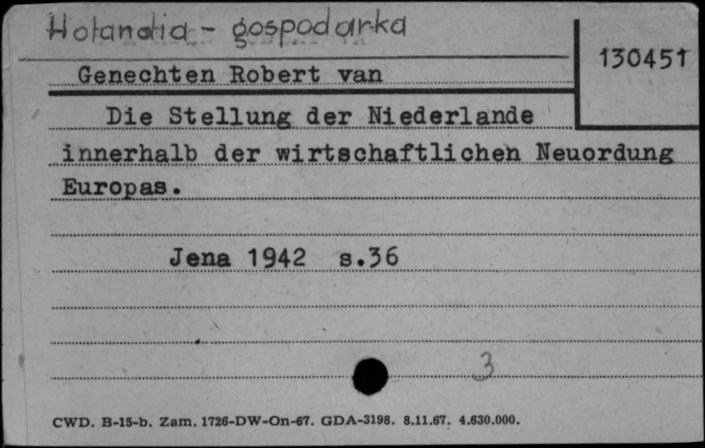 Holandia - gospodarka
130451
Genechten Robert van
Die Stellung der Niederlande
innerhalb der wirtschaftlichen Neuordung
Europas.
Jena 1942 s.36
3
CWD. B-15-b. Zam. 1726-DW-On-67. GDA-3198. 8.11.67. 4.630.000.